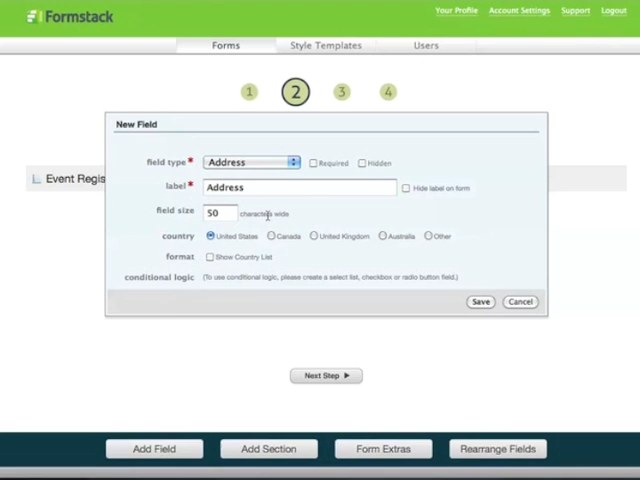 Formstack
Your Profile Account Settings Support Logout
Forms Style Templates Users
1 2 3 4
New Field
field type* Address Required Hidden
Event Regis
label* Address Hide label on form
field size 50 characters wide
country United States Canada United Kingdom Australia Other
format Show Country List
conditional logic (To use conditional logic, please create a select list, checkbox or radio button field.)
Save Cancel
Next Step
Add Field Add Section Form Extras Rearrange Fields